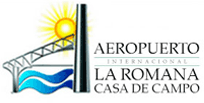 AEROPUERTO
INTERNACIONAL
LA ROMANA
CASA DE CAMPO